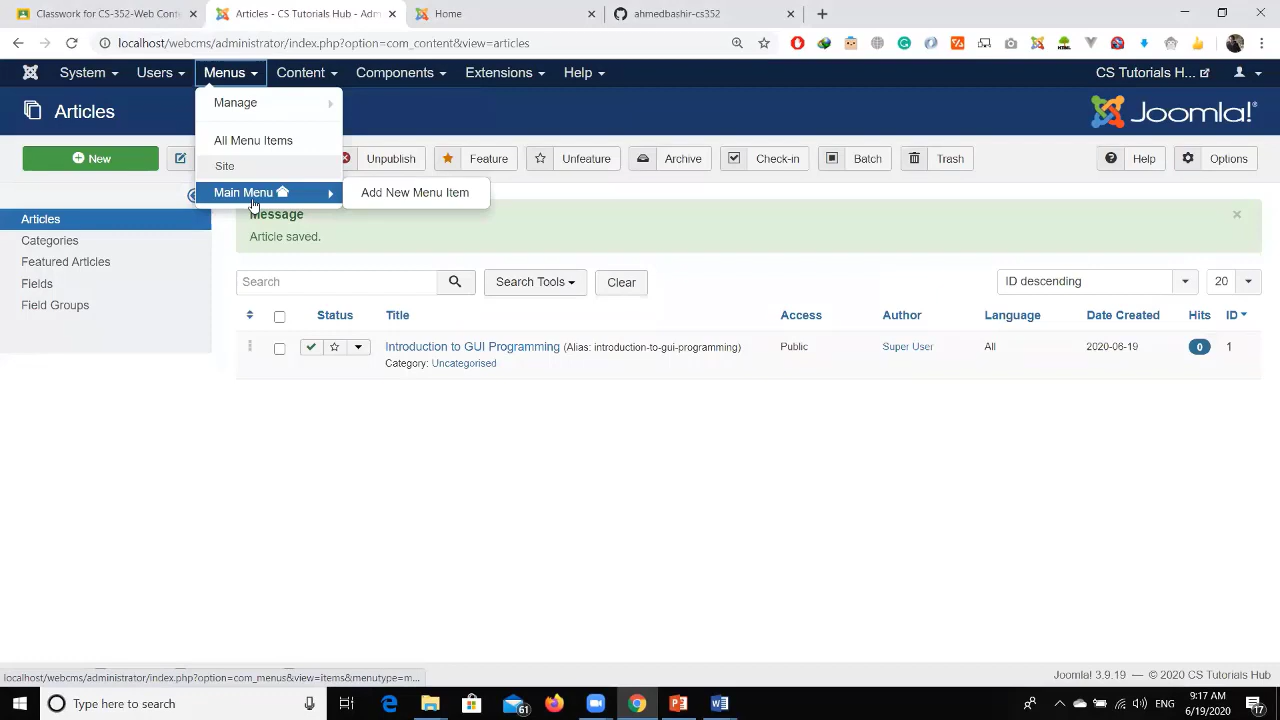 Classwork for CS-352-Web Conte
Articles - CS Tutorials Hub - Adm
Home
ahmedbashir-cs352
localhost/webcms/administrator/index.php?option=com_content&view=articles
System Users Menus Content Components Extensions Help CS Tutorials H...
Articles
Joomla!®
Manage
All Menu Items
Site
Main Menu
Add New Menu Item
New Unpublish Feature Unfeature Archive Check-in Batch Trash Help Options
Articles
Categories
Featured Articles
Fields
Field Groups
Message
Article saved.
Search Search Tools Clear ID descending 20
Status Title Access Author Language Date Created Hits ID
Introduction to GUI Programming (Alias: introduction-to-gui-programming) Public Super User All 2020-06-19 0 1
Category: Uncategorised
localhost/webcms/administrator/index.php?option=com_menus&view=items&menutype=m...
Joomla! 3.9.19 — © 2020 CS Tutorials Hub
Type here to search
61
ENG
9:17 AM
6/19/2020
17